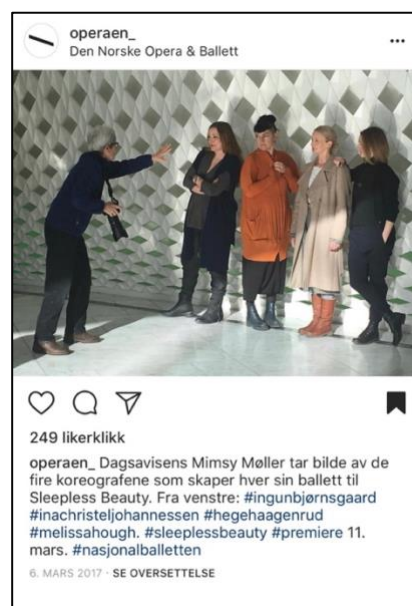 operaen_
Den Norske Opera & Ballett
249 likerklikk
operaen_ Dagsavisens Mimsy Møller tar bilde av de
fire koreografene som skaper hver sin ballett til
Sleepless Beauty. Fra venstre: #ingunbjørnsgaard
#inachristeljohannessen #hegehaagenrud
#melissahough. #sleeplessbeauty #premiere 11.
mars. #nasjonalballetten
6. MARS 2017 · SE OVERSETTELSE